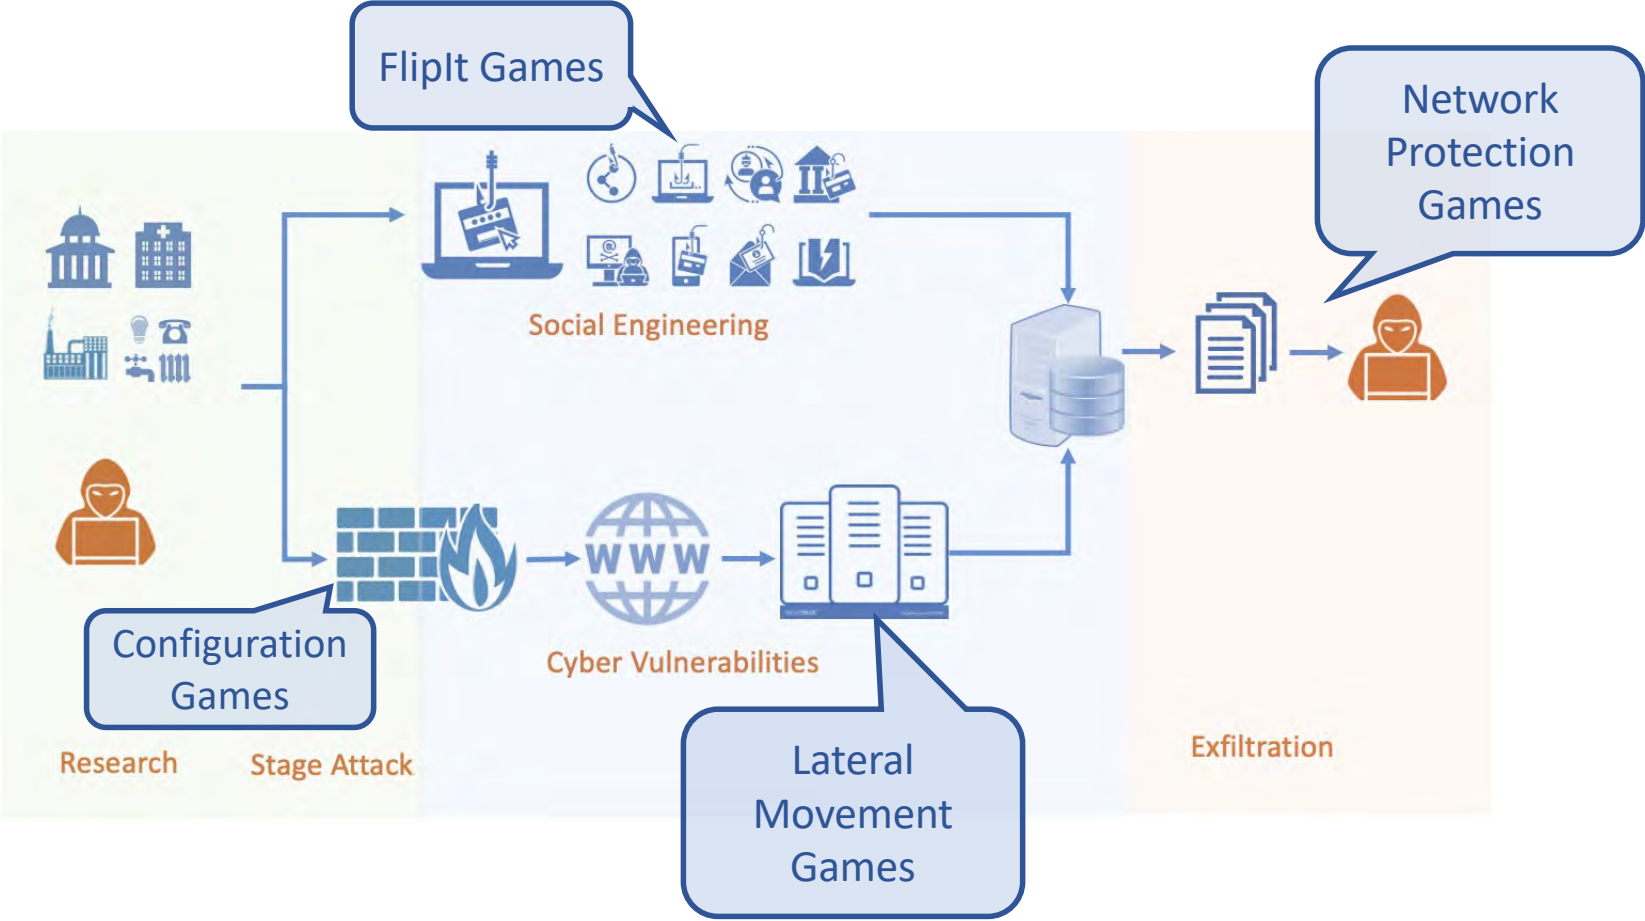 FlipIt Games
Network
Protection
Games
Social Engineering
WWW
Configuration
Games
Cyber Vulnerabilities
Lateral
Movement
Games
Research
Stage Attack
Exfiltration